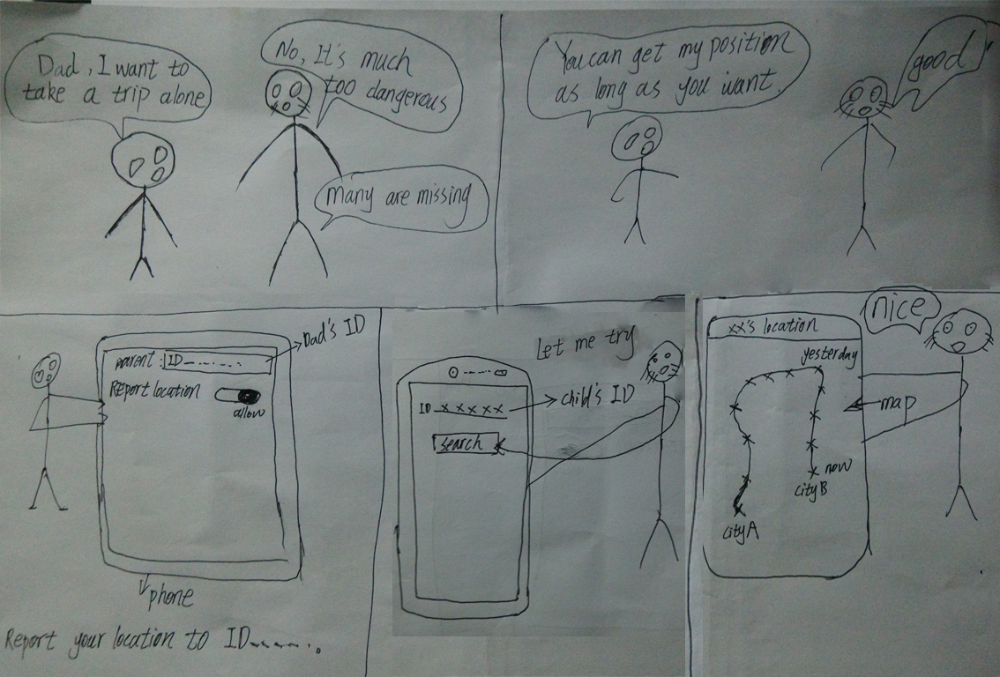 Dad, I want to
take a trip alone
No, It's much
too dangerous
many are missing
You can get my position
as long as you want.
good!
Dad's ID
parent: ID
Report location
allow
phone
Report your location to ID
Let me try
ID x x x x x
child's ID
search
nice
xx's location
yesterday
map
now
city B
city A